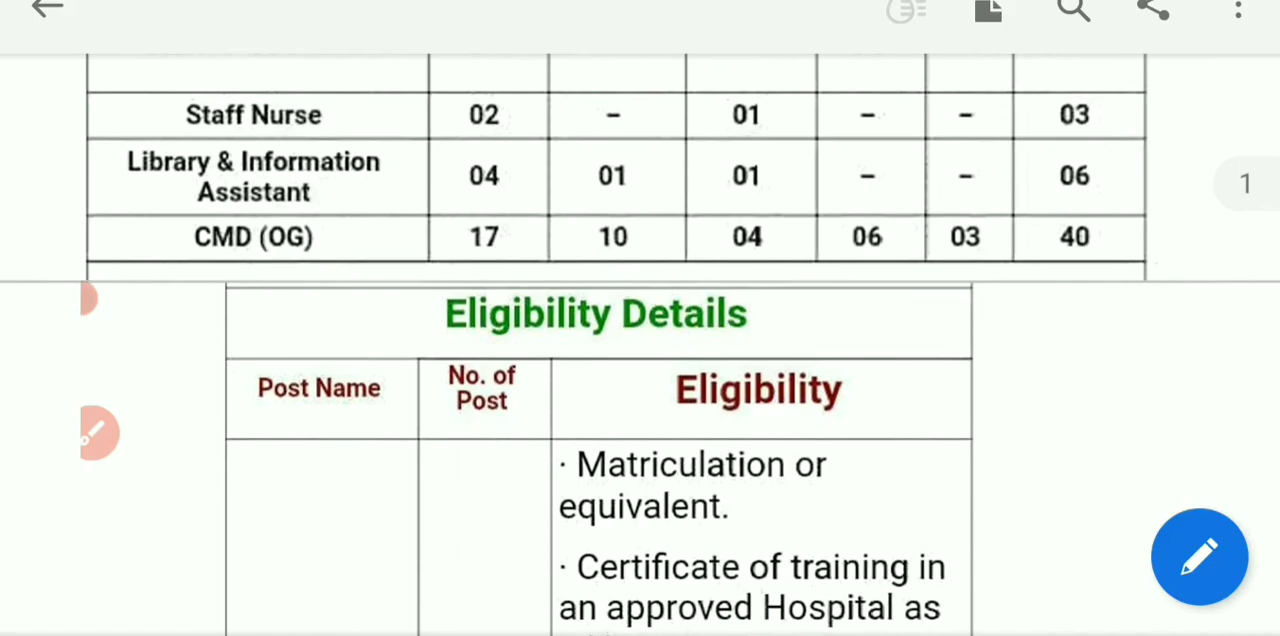 Staff Nurse 02 - 01 - - 03
Library & Information
Assistant 04 01 01 - - 06
CMD (OG) 17 10 04 06 03 40
1
Eligibility Details
Post Name No. of Post Eligibility
· Matriculation or
equivalent.
· Certificate of training in
an approved Hospital as